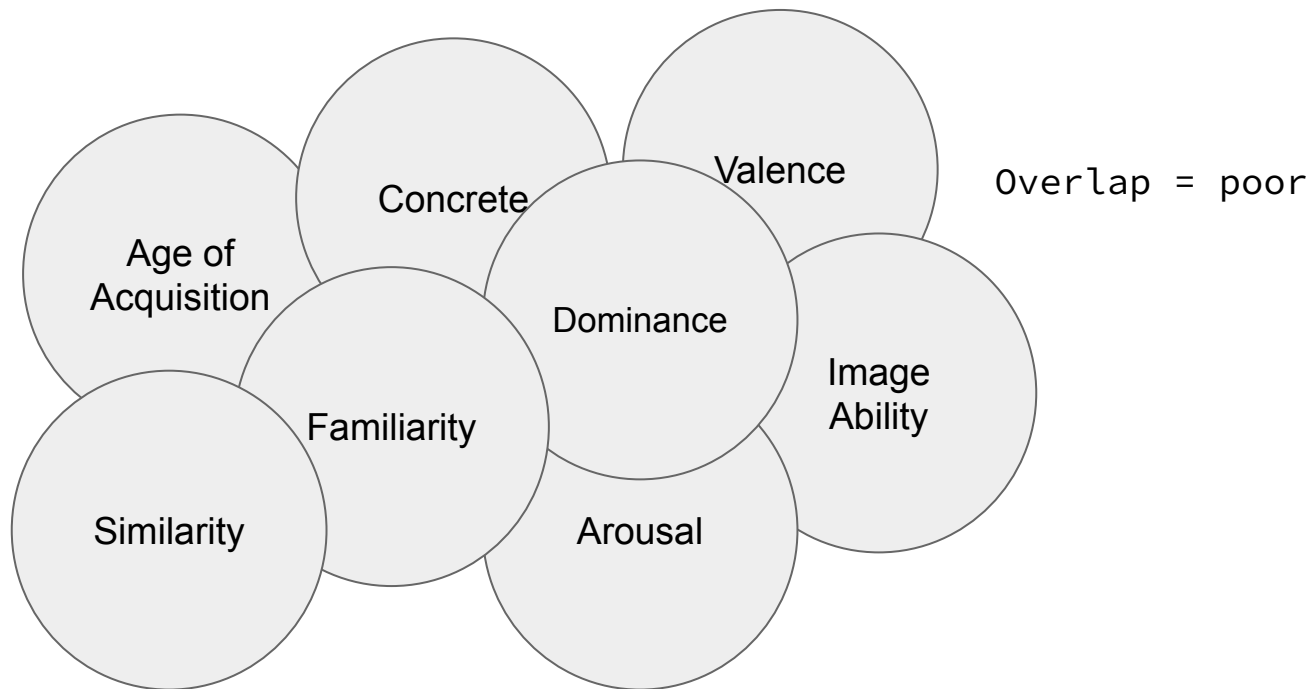 Valence
Overlap = poor
Concrete
Age of
Acquisition
Dominance
Image
Ability
Familiarity
Similarity
Arousal